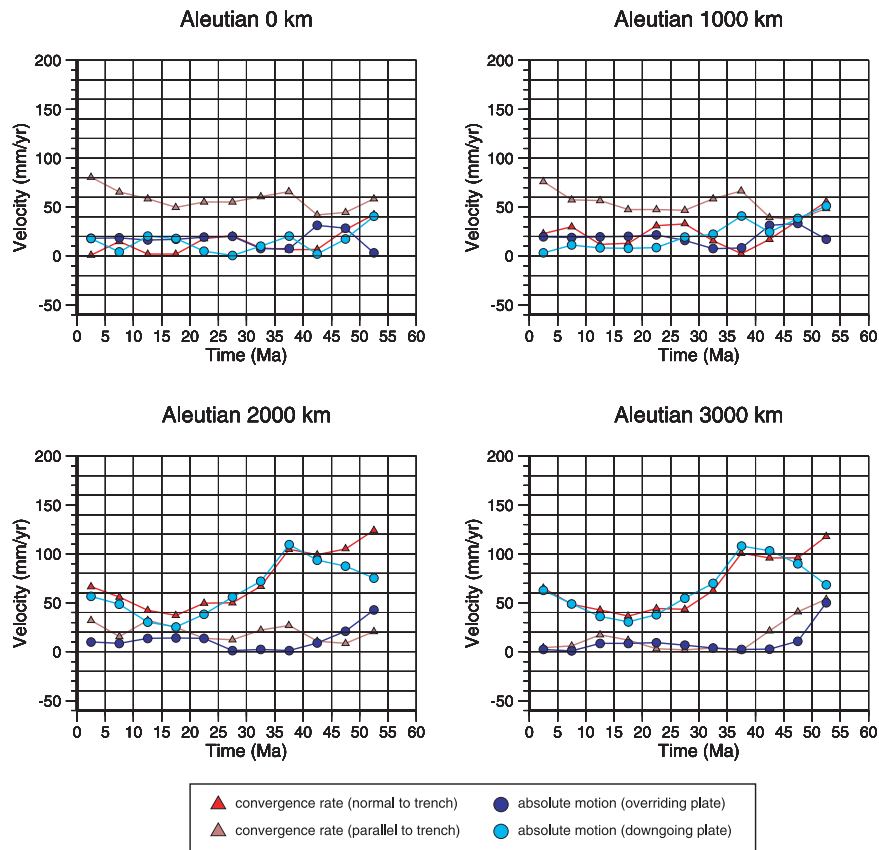 Aleutian 0 km
Aleutian 1000 km
200
150
100
50
0
-50
Velocity (mm/yr)
0 5 10 15 20 25 30 35 40 45 50 55 60
Time (Ma)
200
150
100
50
0
-50
Velocity (mm/yr)
0 5 10 15 20 25 30 35 40 45 50 55 60
Time (Ma)
Aleutian 2000 km
Aleutian 3000 km
200
150
100
50
0
-50
Velocity (mm/yr)
0 5 10 15 20 25 30 35 40 45 50 55 60
Time (Ma)
200
150
100
50
0
-50
Velocity (mm/yr)
0 5 10 15 20 25 30 35 40 45 50 55 60
Time (Ma)
convergence rate (normal to trench)
absolute motion (overriding plate)
convergence rate (parallel to trench)
absolute motion (downgoing plate)